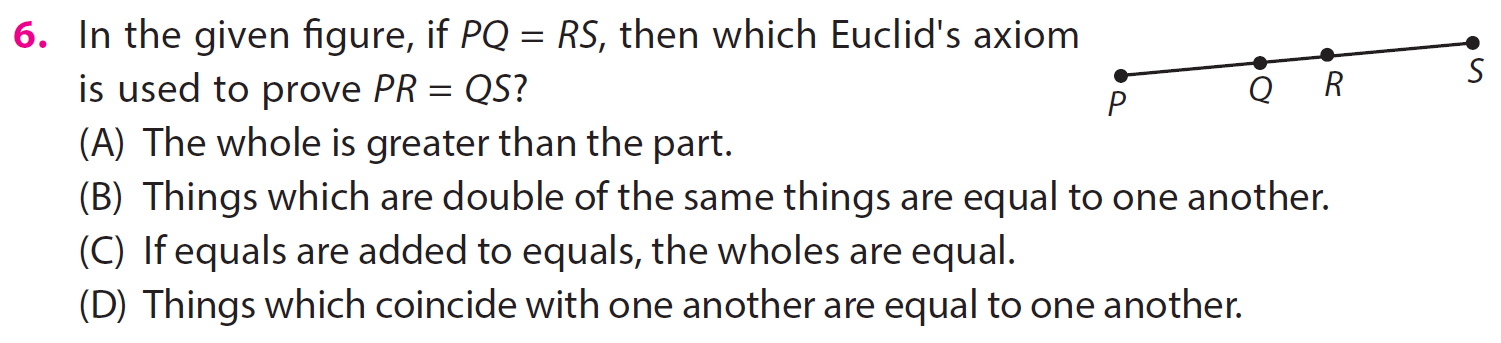 6. In the given figure, if PQ = RS, then which Euclid's axiom
is used to prove PR = QS?
(A) The whole is greater than the part.
(B) Things which are double of the same things are equal to one another.
(C) If equals are added to equals, the wholes are equal.
(D) Things which coincide with one another are equal to one another.
P Q R S